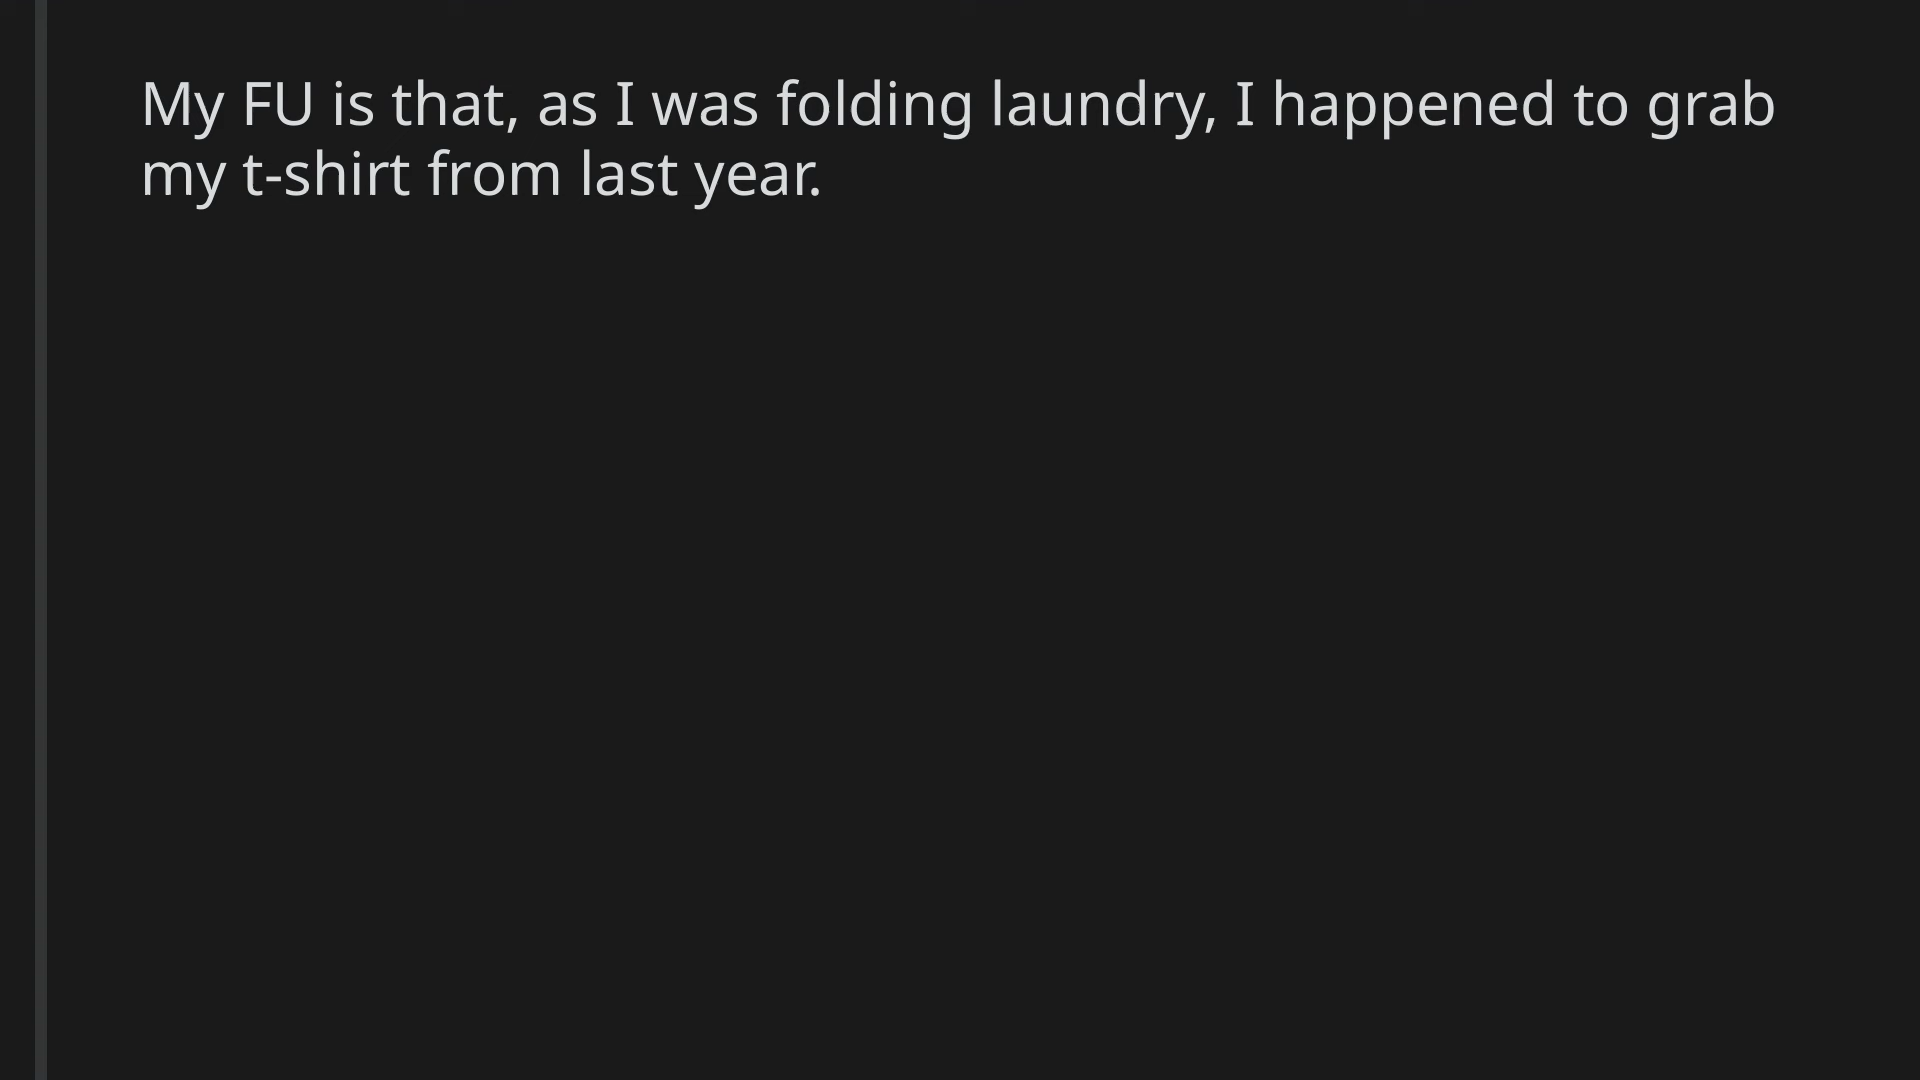 My FU is that, as I was folding laundry, I happened to grab
my t-shirt from last year.